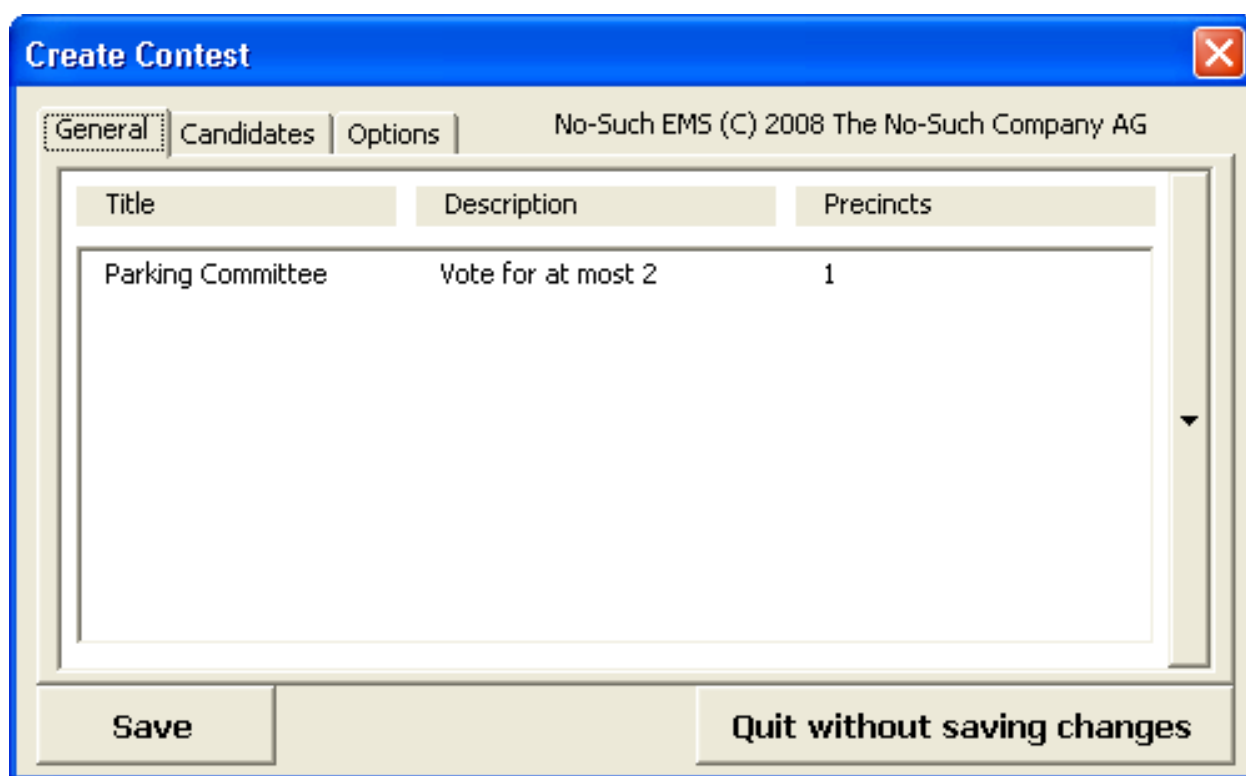 Create Contest
General Candidates Options No-Such EMS (C) 2008 The No-Such Company AG
Title Description Precincts
Parking Committee Vote for at most 2 1
Save Quit without saving changes